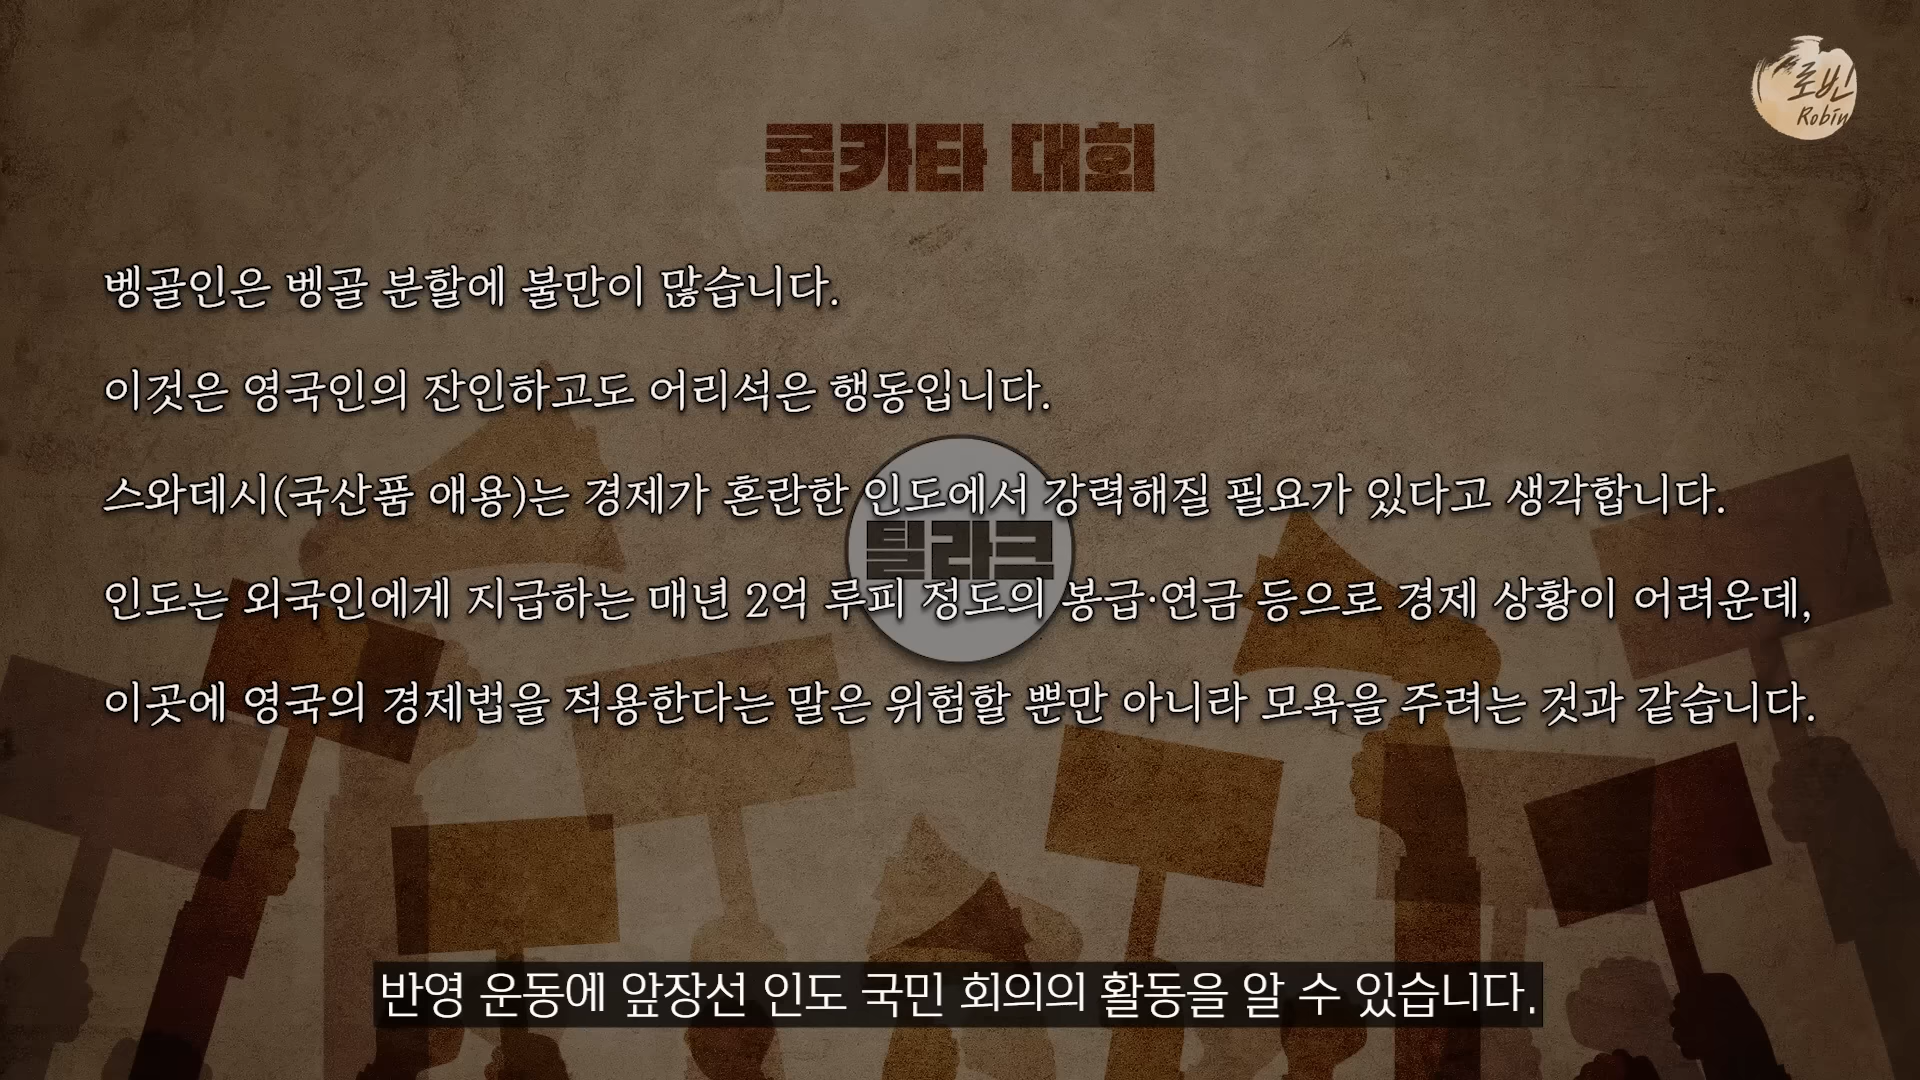 로빈
Robin
콜카타 대회
벵골인은 벵골 분할에 불만이 많습니다.
이것은 영국인의 잔인하고도 어리석은 행동입니다.
스와데시(국산품 애용)는 경제가 혼란한 인도에서 강력해질 필요가 있다고 생각합니다.
틸라크
인도는 외국인에게 지급하는 매년 2억 루피 정도의 봉급·연금 등으로 경제 상황이 어려운데,
이곳에 영국의 경제법을 적용한다는 말은 위험할 뿐만 아니라 모욕을 주려는 것과 같습니다.
반영 운동에 앞장선 인도 국민 회의의 활동을 알 수 있습니다.